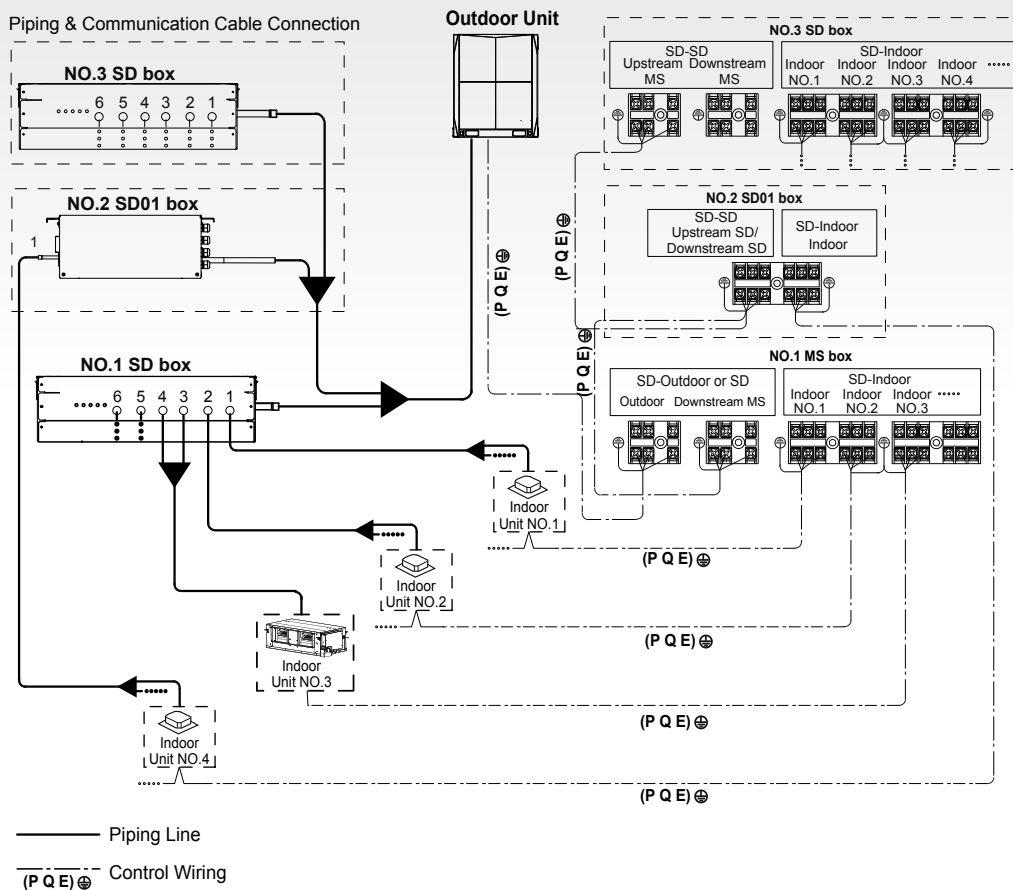 Piping & Communication Cable Connection
Outdoor Unit
NO.3 SD box
6 5 4 3 2 1
NO.2 SD01 box
1
NO.1 SD box
6 5 4 3 2 1
NO.3 SD box
SD-SD
Upstream Downstream
MS MS
SD-Indoor
Indoor Indoor Indoor Indoor
NO.1 NO.2 NO.3 NO.4
(P Q E)
(P Q E)
NO.2 SD01 box
SD-SD
Upstream SD/
Downstream SD
SD-Indoor
Indoor
(P Q E)
NO.1 MS box
SD-Outdoor or SD
Outdoor Downstream MS
SD-Indoor
Indoor Indoor Indoor
NO.1 NO.2 NO.3
Indoor
Unit NO.1
(P Q E)
Indoor
Unit NO.2
(P Q E)
Indoor
Unit NO.3
(P Q E)
Indoor
Unit NO.4
(P Q E)
Piping Line
(P Q E) Control Wiring